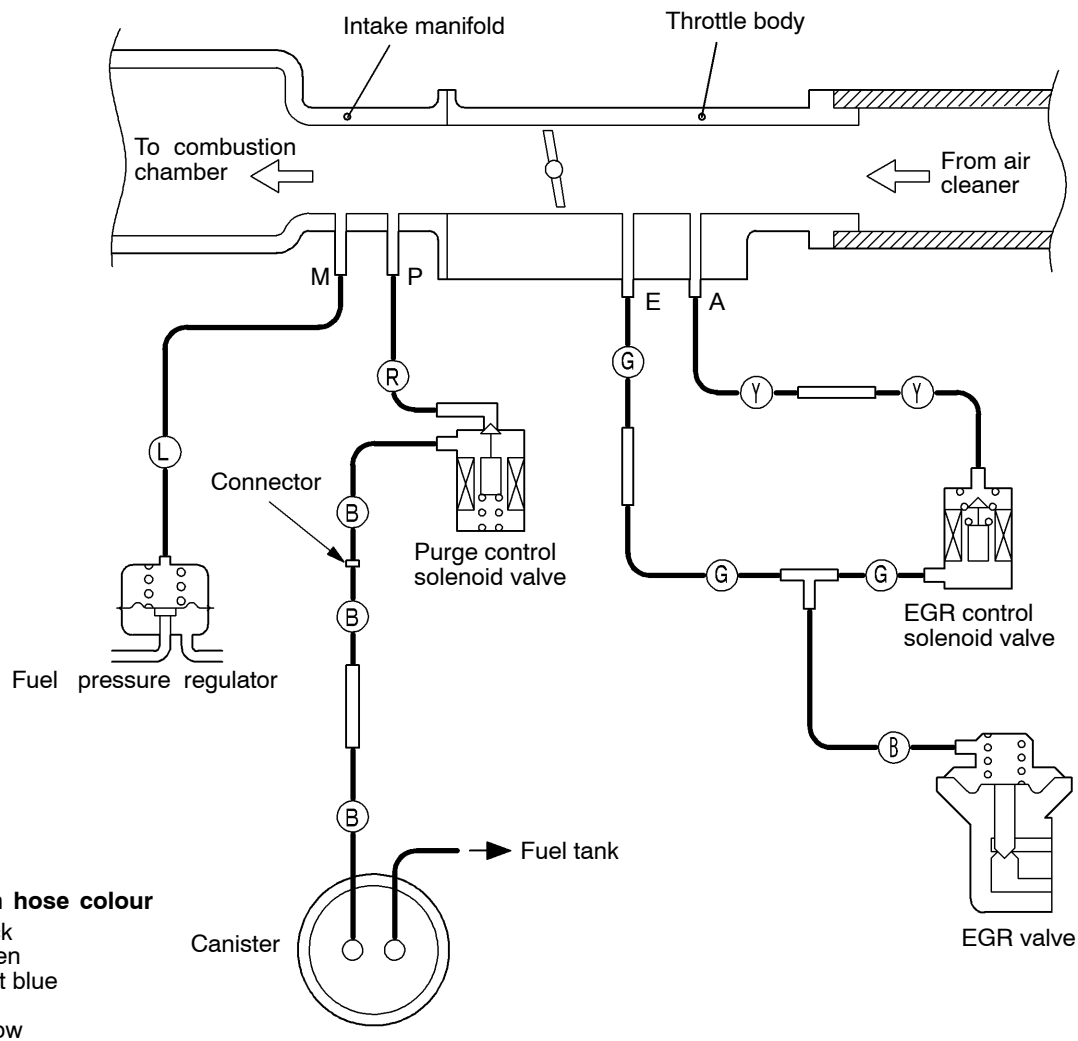 Intake manifold
Throttle body
To combustion
chamber
From air
cleaner
M
P
E
A
G
R
Y
Y
L
Connector
B
Purge control
solenoid valve
G
G
EGR control
solenoid valve
B
Fuel pressure regulator
B
B
Fuel tank
hose colour
Canister
EGR valve
blue